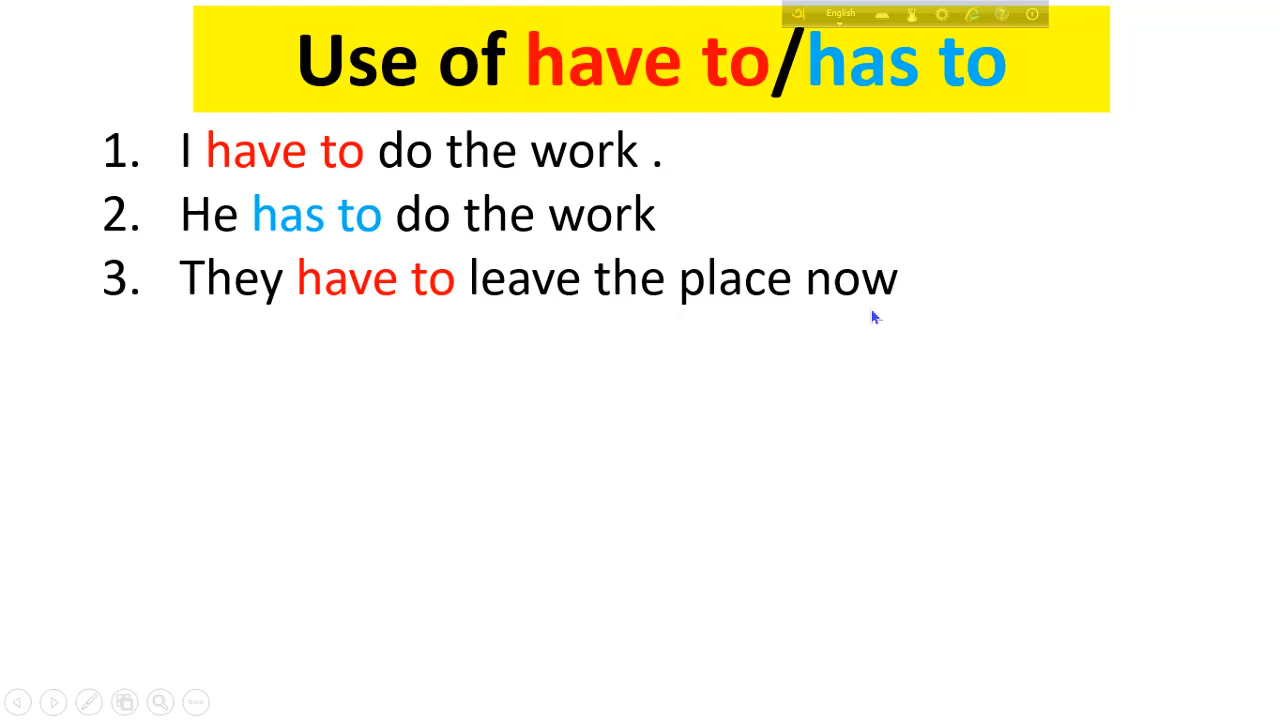 অ English
Use of have to/has to
1. I have to do the work .
2. He has to do the work
3. They have to leave the place now